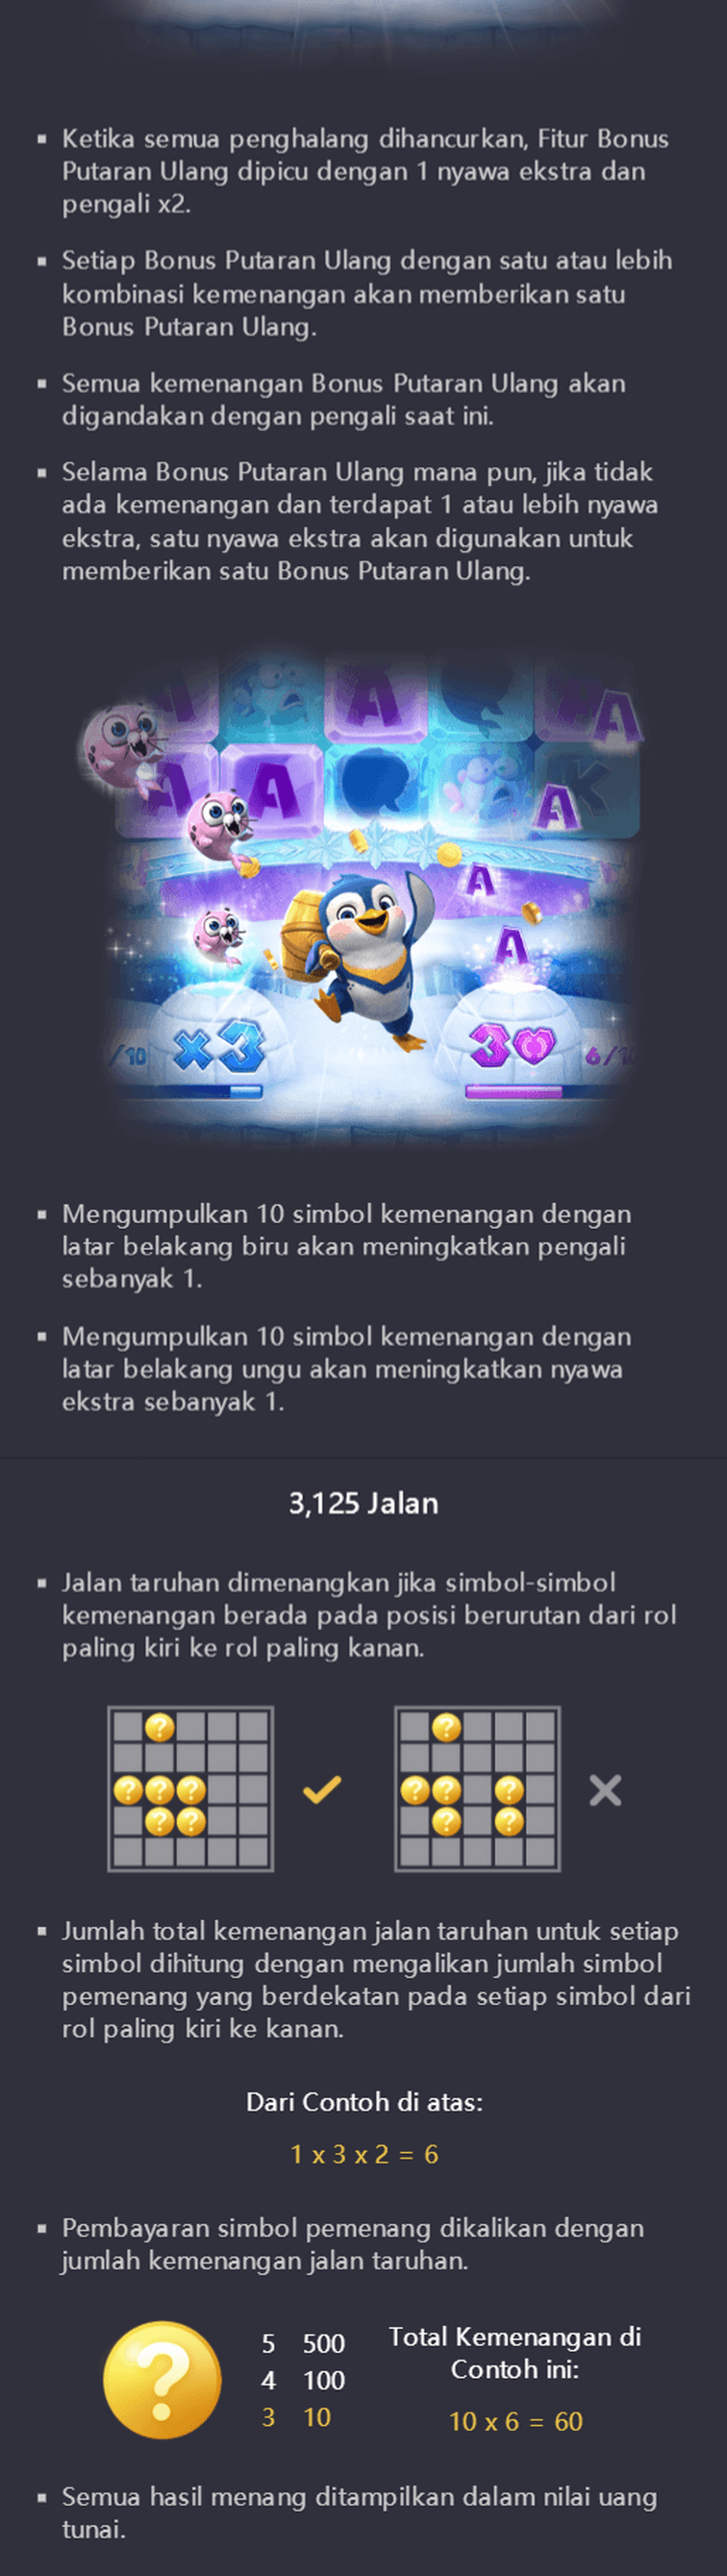 ▪ Ketika semua penghalang dihancurkan, Fitur Bonus
Putaran Ulang dipicu dengan 1 nyawa ekstra dan
pengali x2.
▪ Setiap Bonus Putaran Ulang dengan satu atau lebih
kombinasi kemenangan akan memberikan satu
Bonus Putaran Ulang.
▪ Semua kemenangan Bonus Putaran Ulang akan
digandakan dengan pengali saat ini.
▪ Selama Bonus Putaran Ulang mana pun, jika tidak
ada kemenangan dan terdapat 1 atau lebih nyawa
ekstra, satu nyawa ekstra akan digunakan untuk
memberikan satu Bonus Putaran Ulang.
A A A
A A A K
A
A
/10 x3 3 6/1
▪ Mengumpulkan 10 simbol kemenangan dengan
latar belakang biru akan meningkatkan pengali
sebanyak 1.
▪ Mengumpulkan 10 simbol kemenangan dengan
latar belakang ungu akan meningkatkan nyawa
ekstra sebanyak 1.
3,125 Jalan
▪ Jalan taruhan dimenangkan jika simbol-simbol
kemenangan berada pada posisi berurutan dari rol
paling kiri ke rol paling kanan.
? ?
? ? ? ? ? ?
? ? ? ?
▪ Jumlah total kemenangan jalan taruhan untuk setiap
simbol dihitung dengan mengalikan jumlah simbol
pemenang yang berdekatan pada setiap simbol dari
rol paling kiri ke kanan.
Dari Contoh di atas:
1 x 3 x 2 = 6
▪ Pembayaran simbol pemenang dikalikan dengan
jumlah kemenangan jalan taruhan.
?
5 500
4 100
3 10
Total Kemenangan di
Contoh ini:
10 x 6 = 60
▪ Semua hasil menang ditampilkan dalam nilai uang
tunai.